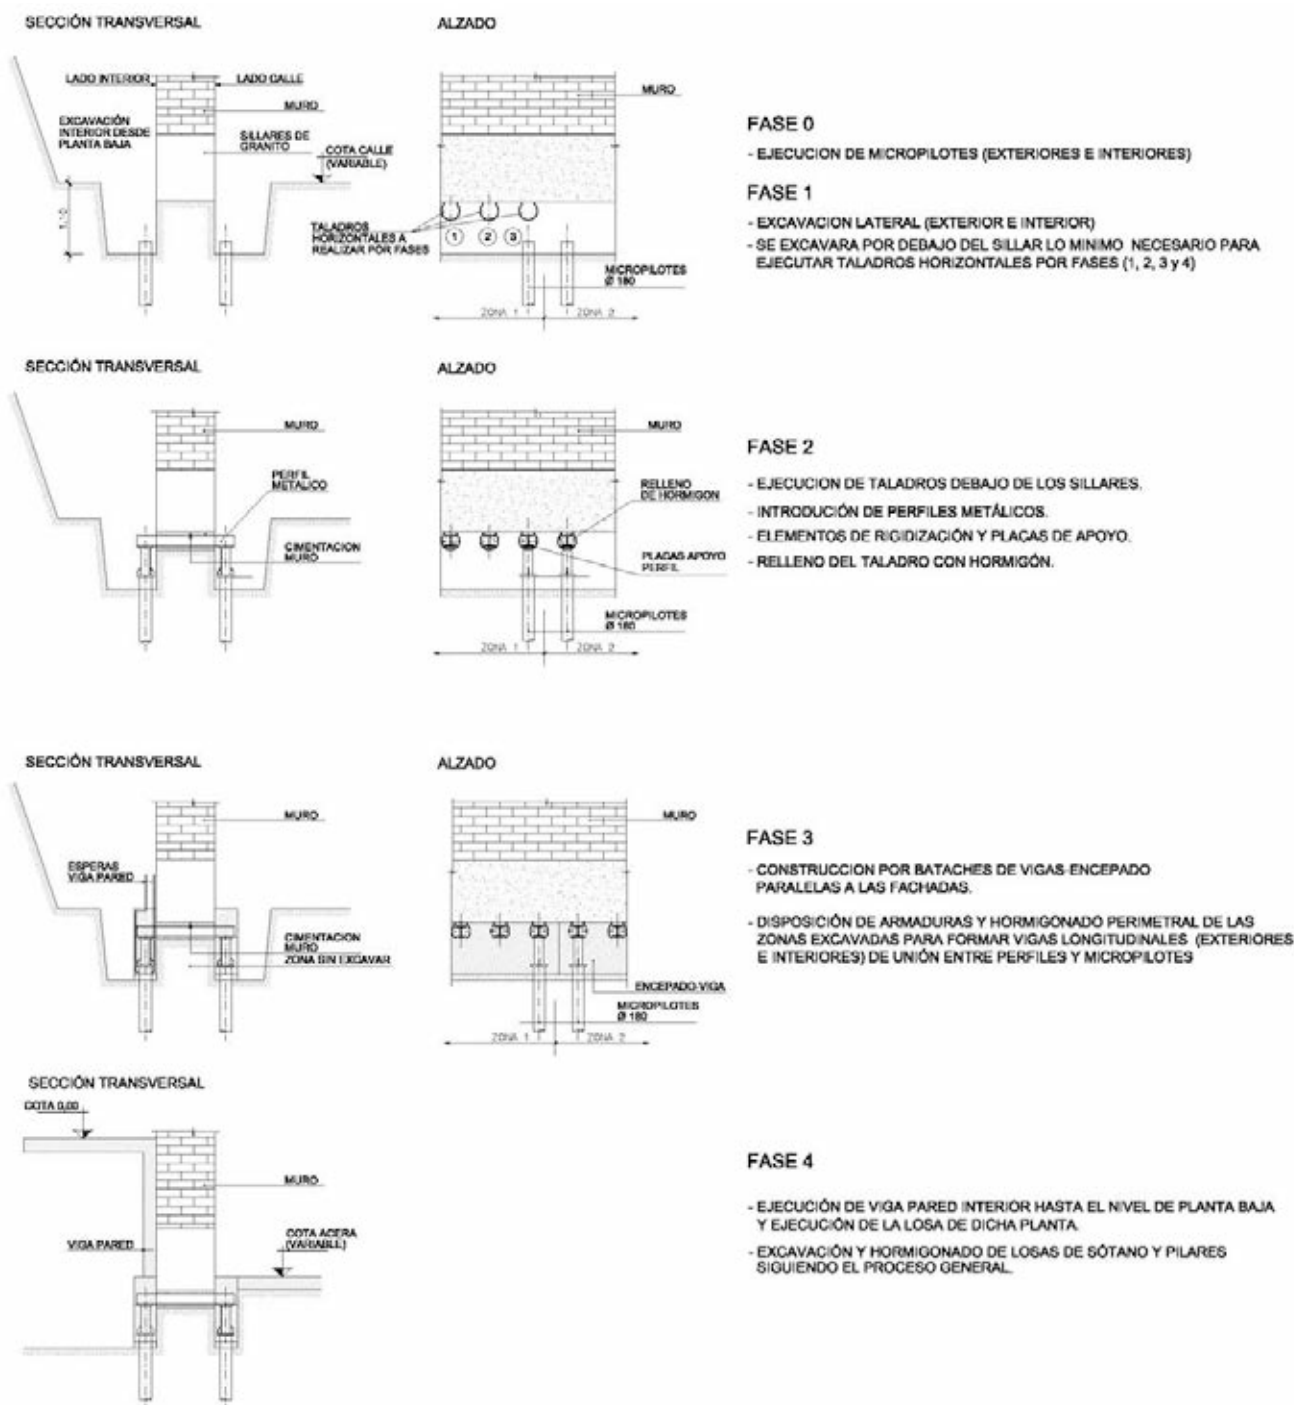 SECCIÓN TRANSVERSAL
ALZADO
LADO INTERIOR
LADO CALLE
MURO
EXCAVACIÓN
INTERIOR DESDE
PLANTA BAJA
SILLARES DE
GRANITO
COTA CALLE
(VARIABLE)
MURO
TALADROS
HORIZONTALES A
REALIZAR POR FASES
1 2 3
MICROPILOTES
Ø 180
ZONA 1 ZONA 2
FASE 0
- EJECUCION DE MICROPILOTES (EXTERIORES E INTERIORES)
FASE 1
- EXCAVACION LATERAL (EXTERIOR E INTERIOR)
- SE EXCAVARA POR DEBAJO DEL SILLAR LO MINIMO NECESARIO PARA
EJECUTAR TALADROS HORIZONTALES POR FASES (1, 2, 3 y 4)
SECCIÓN TRANSVERSAL
ALZADO
MURO
PERFIL
METALICO
CIMENTACION
MURO
MURO
RELLENO
DE HORMIGON
PLACAS APOYO
PERFIL
MICROPILOTES
Ø 180
ZONA 1 ZONA 2
FASE 2
- EJECUCION DE TALADROS DEBAJO DE LOS SILLARES.
- INTRODUCIÓN DE PERFILES METÁLICOS.
- ELEMENTOS DE RIGIDIZACIÓN Y PLACAS DE APOYO.
- RELLENO DEL TALADRO CON HORMIGÓN.
SECCIÓN TRANSVERSAL
ALZADO
MURO
ESPERAS
VIGA PARED
CIMENTACION
MURO
ZONA SIN EXCAVAR
MURO
ENCEPADO-VIGA
MICROPILOTES
Ø 180
ZONA 1 ZONA 2
FASE 3
- CONSTRUCCION POR BATACHES DE VIGAS-ENCEPADO
PARALELAS A LAS FACHADAS.
- DISPOSICIÓN DE ARMADURAS Y HORMIGONADO PERIMETRAL DE LAS
ZONAS EXCAVADAS PARA FORMAR VIGAS LONGITUDINALES (EXTERIORES
E INTERIORES) DE UNIÓN ENTRE PERFILES Y MICROPILOTES
SECCIÓN TRANSVERSAL
COTA 0,00
MURO
VIGA PARED
COTA ACERA
(VARIABLE)
FASE 4
- EJECUCIÓN DE VIGA PARED INTERIOR HASTA EL NIVEL DE PLANTA BAJA
Y EJECUCIÓN DE LA LOSA DE DICHA PLANTA.
- EXCAVACIÓN Y HORMIGONADO DE LOSAS DE SÓTANO Y PILARES
SIGUIENDO EL PROCESO GENERAL.